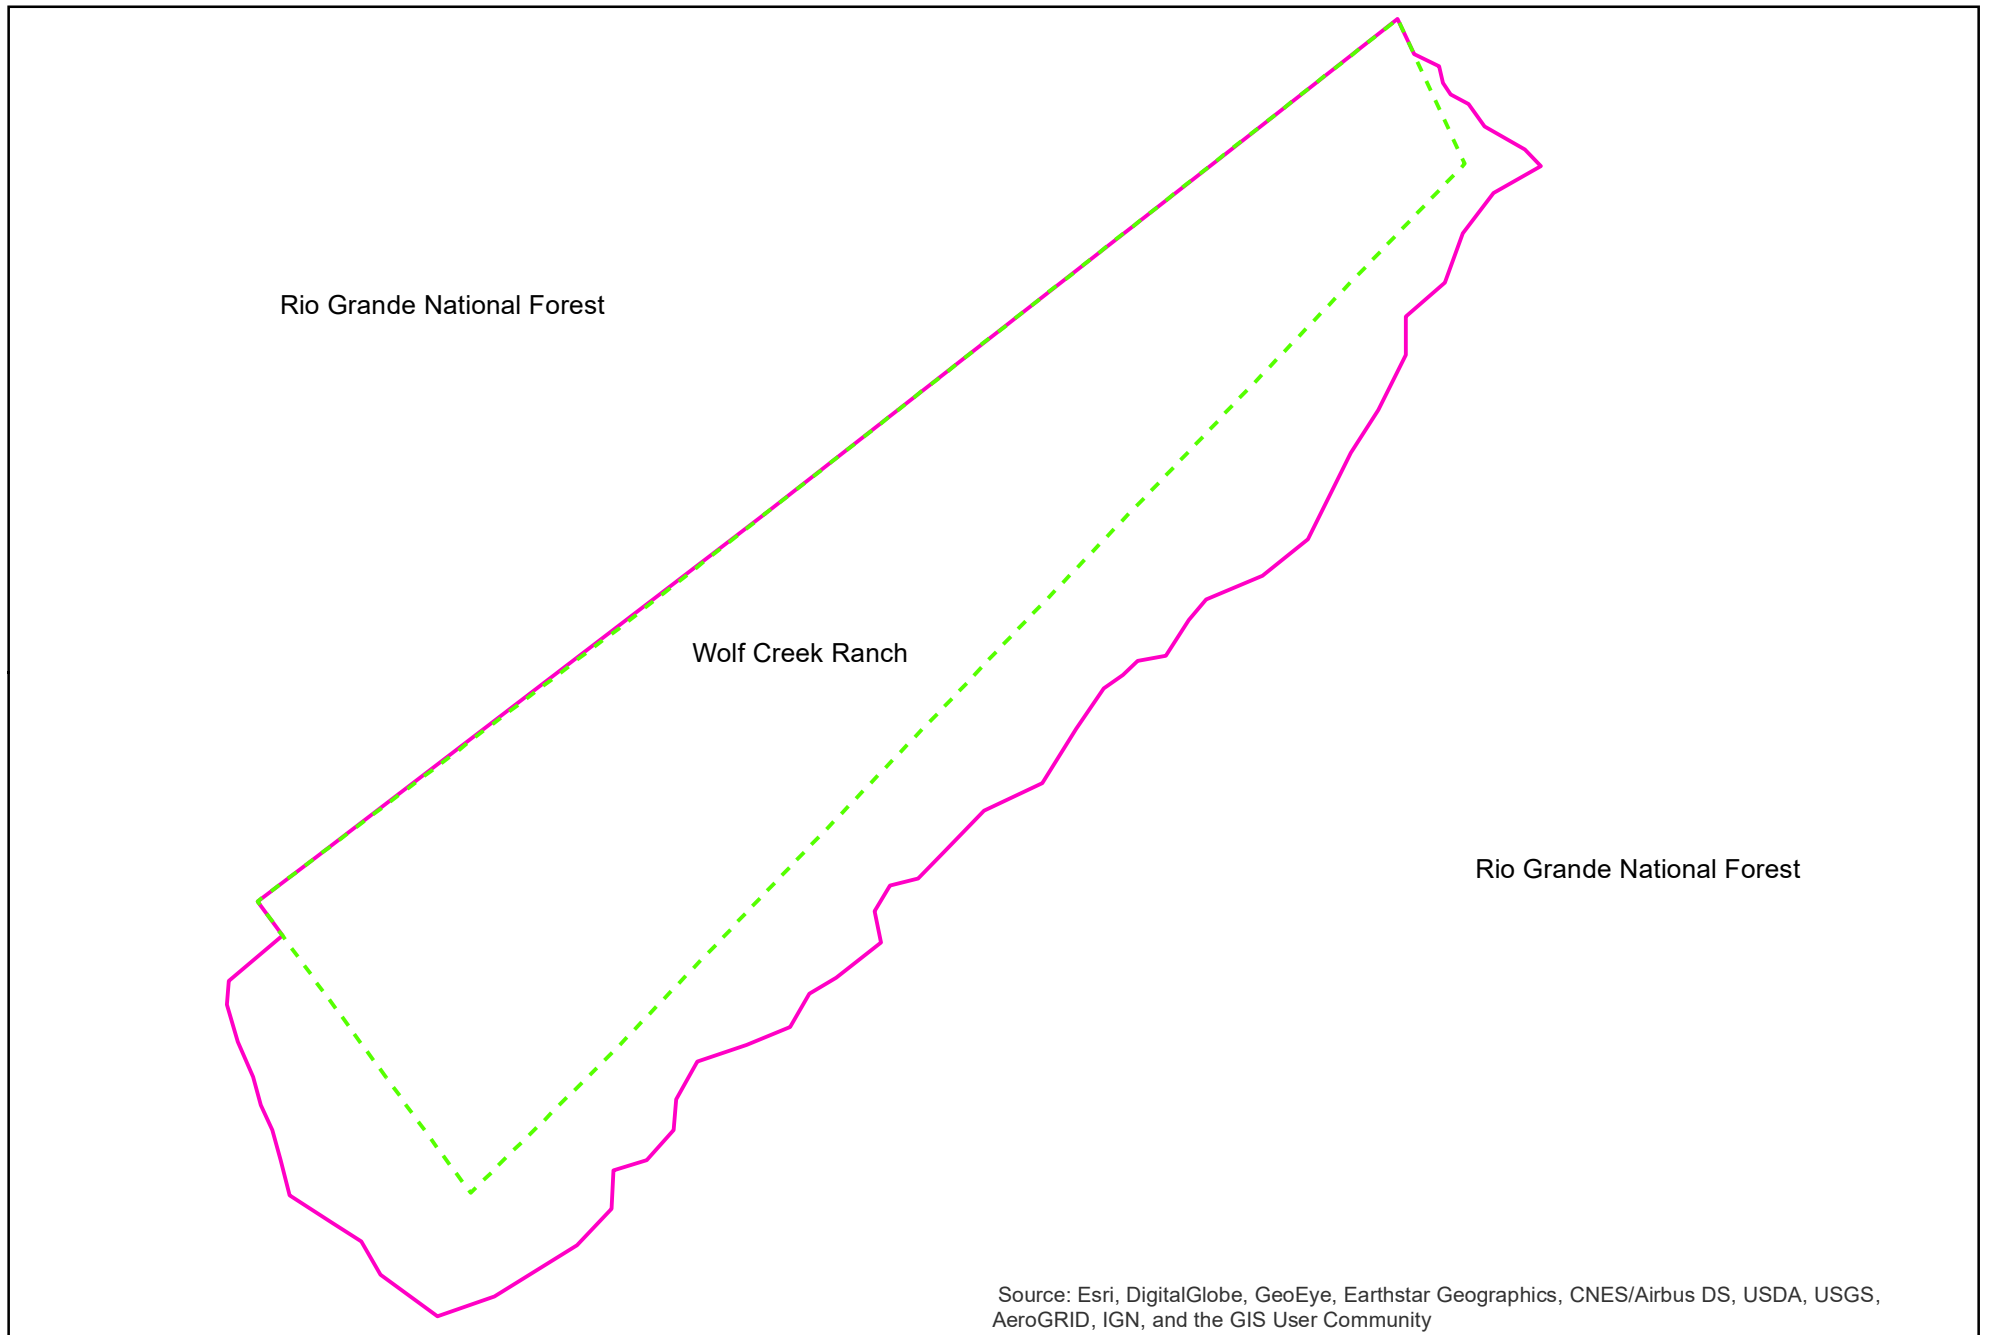 Rio Grande National Forest
Wolf Creek Ranch
Rio Grande National Forest
Source: Esri, DigitalGlobe, GeoEye, Earthstar Geographics, CNES/Airbus DS, USDA, USGS,
AeroGRID, IGN, and the GIS User Community